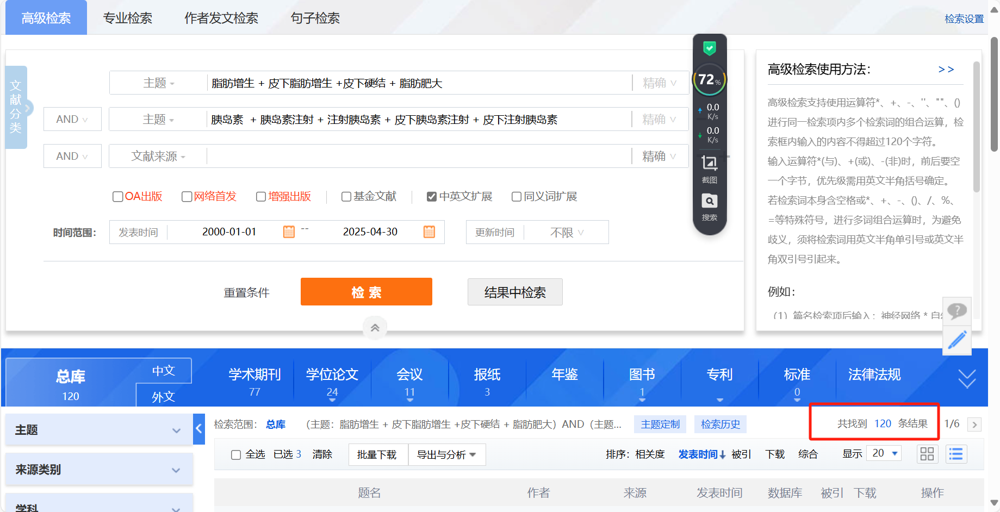 高级检索 专业检索 作者发文检索 句子检索 检索设置
文献分类
主题 脂肪增生 + 皮下脂肪增生 +皮下硬结 + 脂肪肥大 精确
AND 主题 胰岛素 + 胰岛素注射 + 注射胰岛素 + 皮下胰岛素注射 + 皮下注射胰岛素 精确
AND 文献来源 精确
OA出版 网络首发 增强出版 基金文献 中英文扩展 同义词扩展
时间范围: 发表时间 2000-01-01 -- 2025-04-30 更新时间 不限
重置条件 检索 结果中检索
72%
0.0
K/s
0.0
K/s
截图
搜索
高级检索使用方法: >>
高级检索支持使用运算符*、+、-、''、""、()
进行同一检索项内多个检索词的组合运算，检
索框内输入的内容不得超过120个字符。
输入运算符*(与)、+(或)、-(非)时，前后要空
一个字节，优先级需用英文半角括号确定。
若检索词本身含空格或*、+、-、()、/、%、
=等特殊符号，进行多词组合运算时，为避免
歧义，须将检索词用英文半角单引号或英文半
角双引号引起来。
例如：
（1）篇名检索项后输入：神经网络 * 自
总库 120 中文 外文
学术期刊 77
学位论文 24
会议 11
报纸 3
年鉴
图书 1
专利
标准 0
法律法规
主题
来源类别
学科
检索范围： 总库 （主题：脂肪增生 + 皮下脂肪增生 +皮下硬结 + 脂肪肥大）AND（主题... 主题定制 检索历史 共找到 120 条结果 1/6 >
全选 已选 3 清除 批量下载 导出与分析 排序： 相关度 发表时间↓ 被引 下载 综合 显示 20
题名 作者 来源 发表时间 数据库 被引 下载 操作